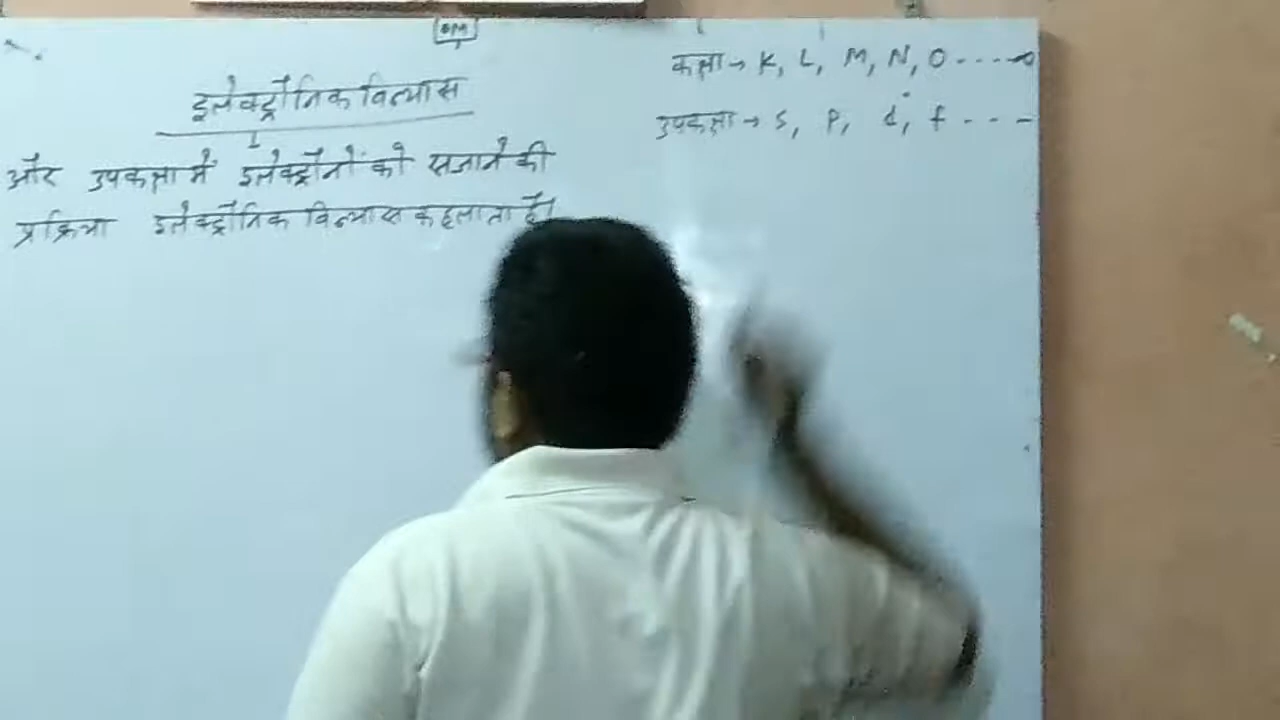 इलेक्ट्रौनिक विन्यास
और उपकक्षा में इलेक्ट्रौनों को सजाने की
प्रक्रिया इलेक्ट्रौनिक विन्यास कहलाता है।
कक्षा → K, L, M, N, O - - - -
उपकक्षा → s, p, d, f - - -